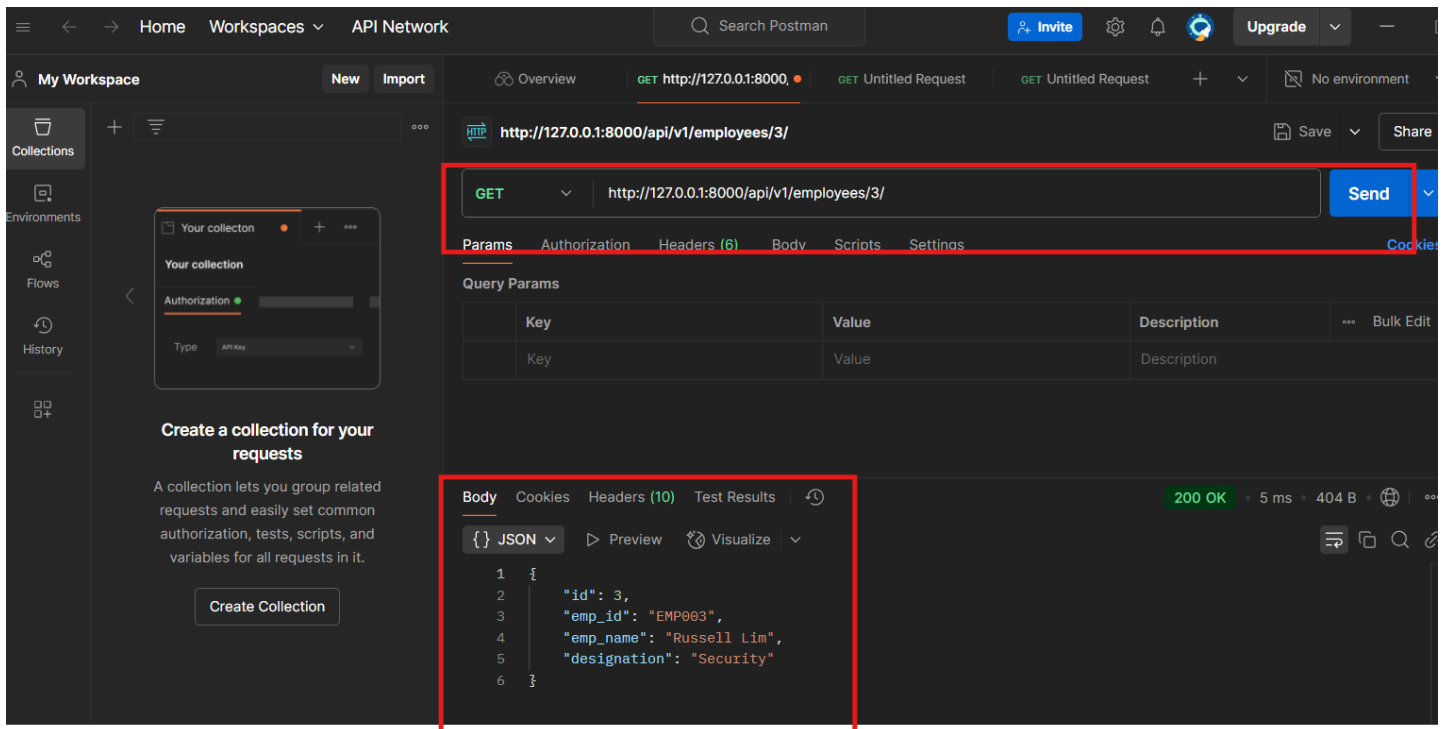 Home Workspaces API Network Search Postman Invite Upgrade
My Workspace New Import Overview GET http://127.0.0.1:8000, GET Untitled Request GET Untitled Request No environment
Collections
Environments
Flows
History
Your collecton
Your collection
Authorization
Type API Key
Create a collection for your
requests
A collection lets you group related
requests and easily set common
authorization, tests, scripts, and
variables for all requests in it.
Create Collection
HTTP http://127.0.0.1:8000/api/v1/employees/3/ Save Share
GET http://127.0.0.1:8000/api/v1/employees/3/ Send
Params Authorization Headers (6) Body Scripts Settings Cookies
Query Params
Key Value Description Bulk Edit
Key Value Description
Body Cookies Headers (10) Test Results 200 OK • 5 ms • 404 B •
{} JSON Preview Visualize
1 {
2 "id": 3,
3 "emp_id": "EMP003",
4 "emp_name": "Russell Lim",
5 "designation": "Security"
6 }